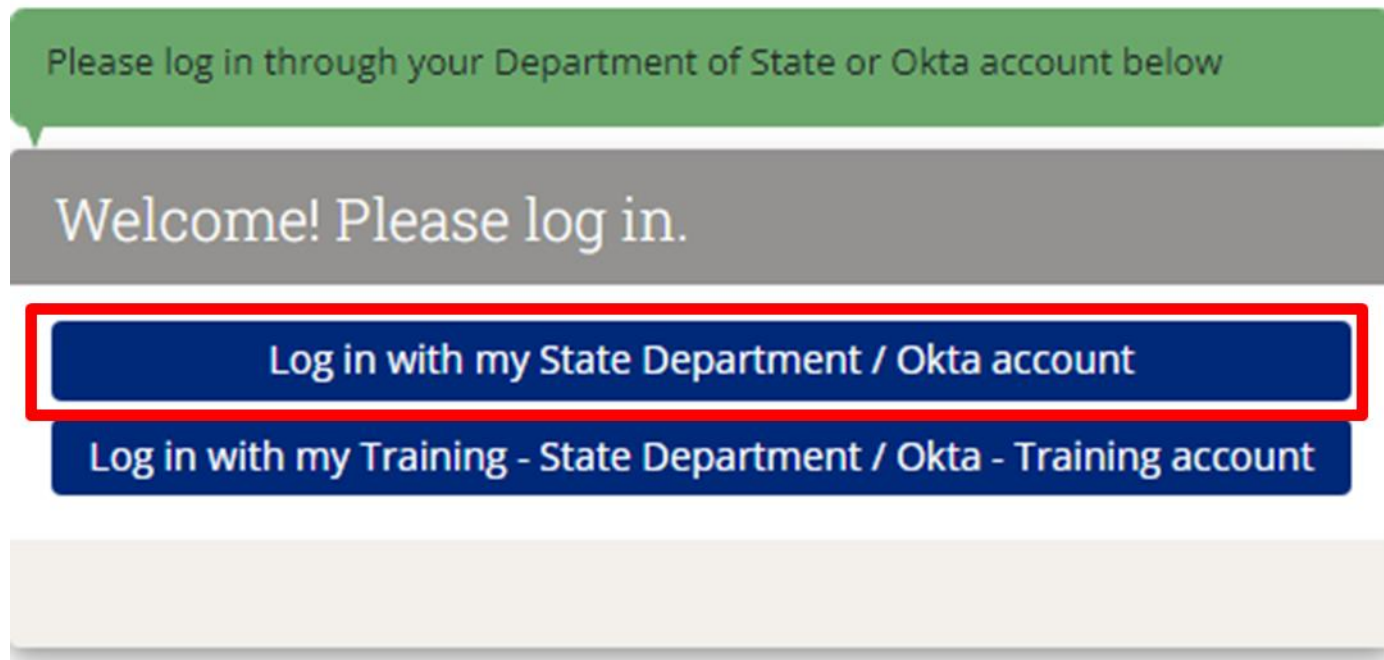 Please log in through your Department of State or Okta account below
Welcome! Please log in.
Log in with my State Department / Okta account
Log in with my Training - State Department / Okta - Training account